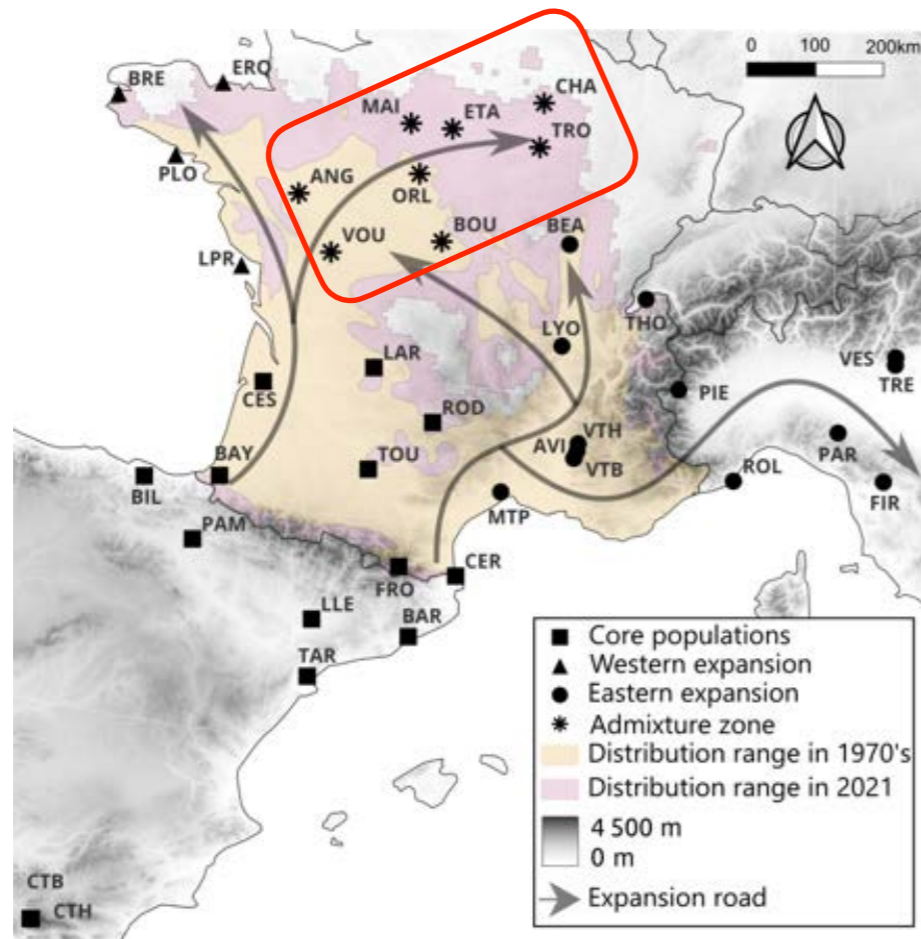 0 100 200km
BRE
ERQ
CHA
MAI
ETA
TRO
PLO
ANG
ORL
VOU
BOU
BEA
LPR
THO
LYO
LAR
VES
TRE
CES
PIE
ROD
VTH
AVI
BAY
TOU
VTB
PAR
BIL
ROL
FIR
MTP
PAM
FRO
CER
LLE
BAR
TAR
Core populations
Western expansion
Eastern expansion
Admixture zone
Distribution range in 1970's
Distribution range in 2021
4 500 m
0 m
Expansion road
CTB
CTH